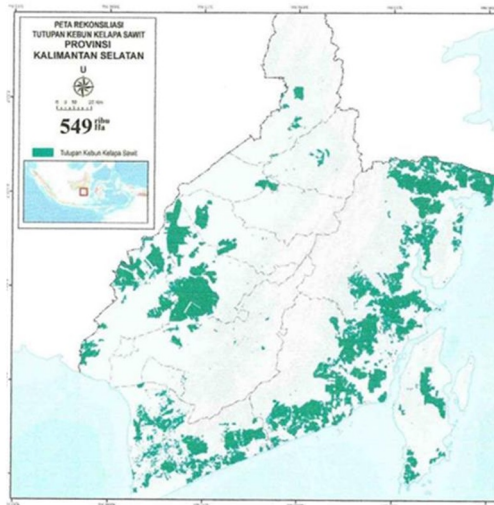 PETA REKONSILIASI
TUTUPAN KEBUN KELAPA SAWIT
PROVINSI
KALIMANTAN SELATAN
U
549 ribu Ha
Tutupan Kebun Kelapa Sawit